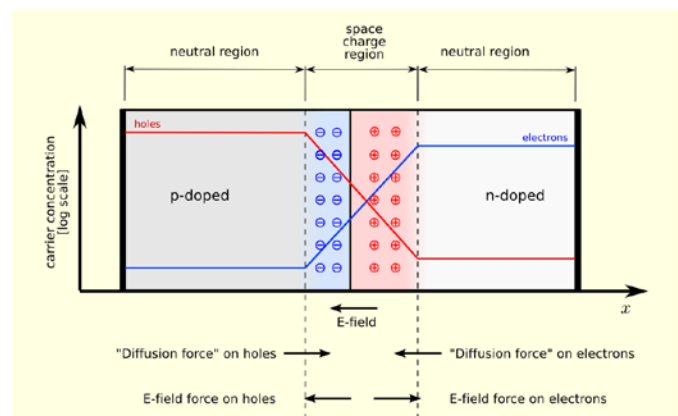 space
charge
region
neutral region
neutral region
holes
electrons
carrier concentration
[log scale]
p-doped
n-doped
⊖ ⊖ ⊕ ⊕
⊖ ⊖ ⊕ ⊕
⊖ ⊖ ⊕ ⊕
⊖ ⊖ ⊕ ⊕
⊖ ⊖ ⊕ ⊕
⊖ ⊖ ⊕ ⊕
⊖ ⊖ ⊕ ⊕
x
E-field
"Diffusion force" on holes
"Diffusion force" on electrons
E-field force on holes
E-field force on electrons